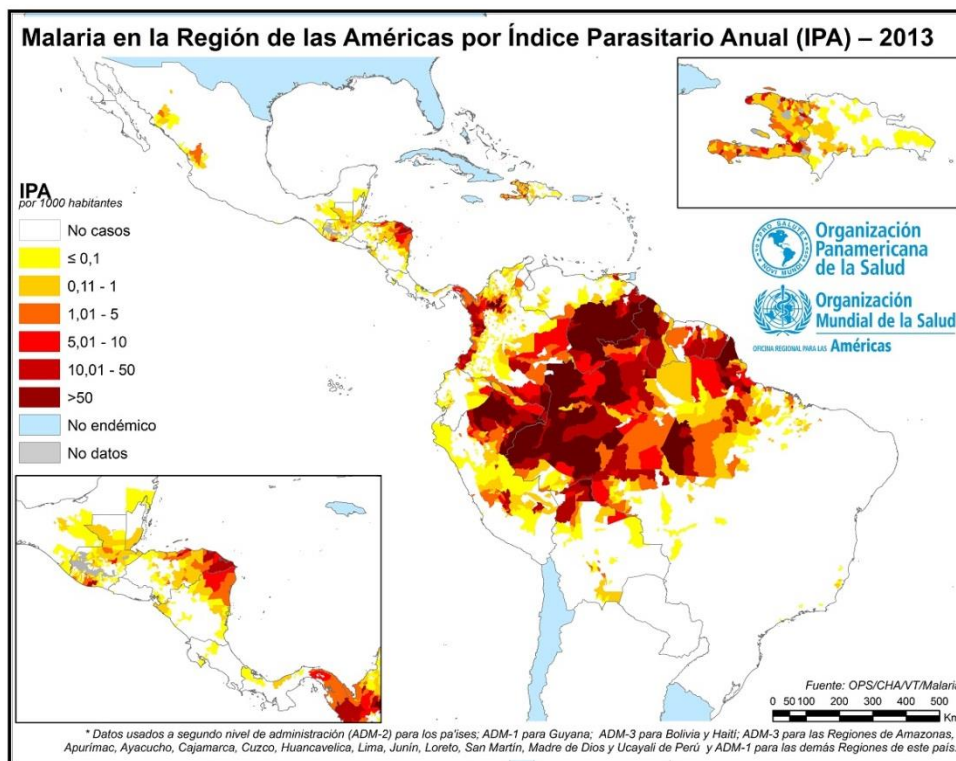 Malaria en la Región de las Américas por Índice Parasitario Anual (IPA) – 2013
IPA
por 1000 habitantes
No casos
≤ 0,1
0,11 - 1
1,01 - 5
5,01 - 10
10,01 - 50
>50
No endémico
No datos
PRO SALUTE
NOVI MUNDI
Organización
Panamericana
de la Salud
Organización
Mundial de la Salud
OFICINA REGIONAL PARA LAS Américas
Fuente: OPS/CHA/VT/Malaria
0 50 100 200 300 400 500
Km
* Datos usados a segundo nivel de administración (ADM-2) para los pa'ises; ADM-1 para Guyana; ADM-3 para Bolivia y Haití; ADM-3 para las Regiones de Amazonas,
Apurímac, Ayacucho, Cajamarca, Cuzco, Huancavelica, Lima, Junín, Loreto, San Martín, Madre de Dios y Ucayali de Perú y ADM-1 para las demás Regiones de este país.